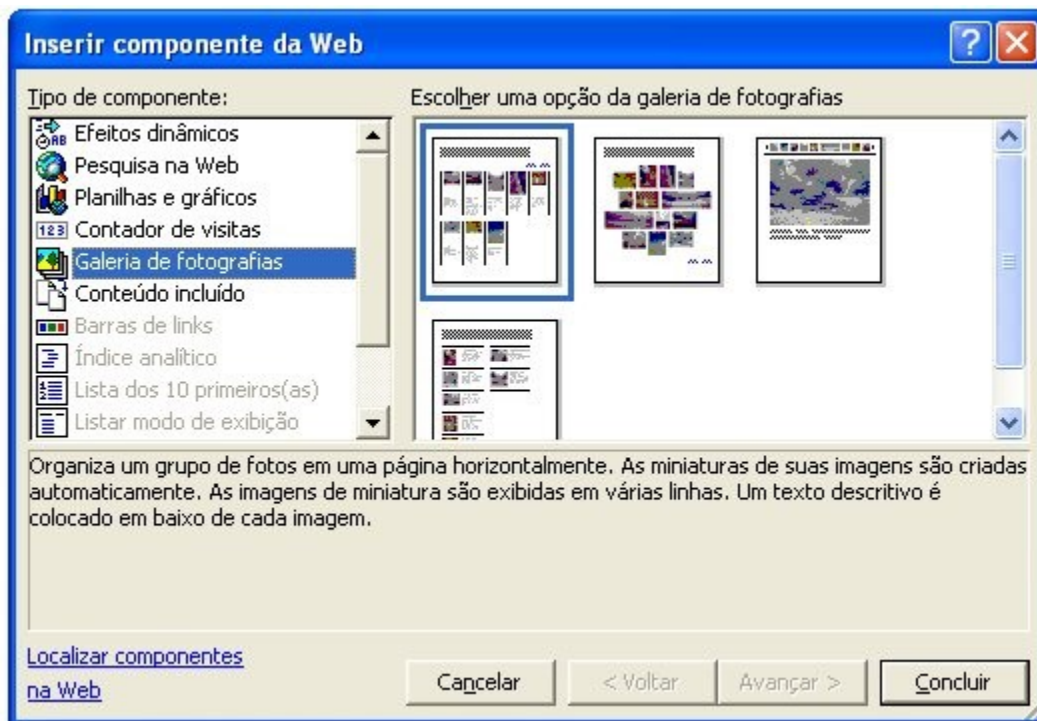 Inserir componente da Web
Tipo de componente:
Escolher uma opção da galeria de fotografias
Efeitos dinâmicos
Pesquisa na Web
Planilhas e gráficos
123 Contador de visitas
Galeria de fotografias
Conteúdo incluído
Barras de links
Índice analítico
Lista dos 10 primeiros(as)
Listar modo de exibição
Organiza um grupo de fotos em uma página horizontalmente. As miniaturas de suas imagens são criadas
automaticamente. As imagens de miniatura são exibidas em várias linhas. Um texto descritivo é
colocado em baixo de cada imagem.
Localizar componentes
na Web
Cancelar
< Voltar
Avançar >
Concluir